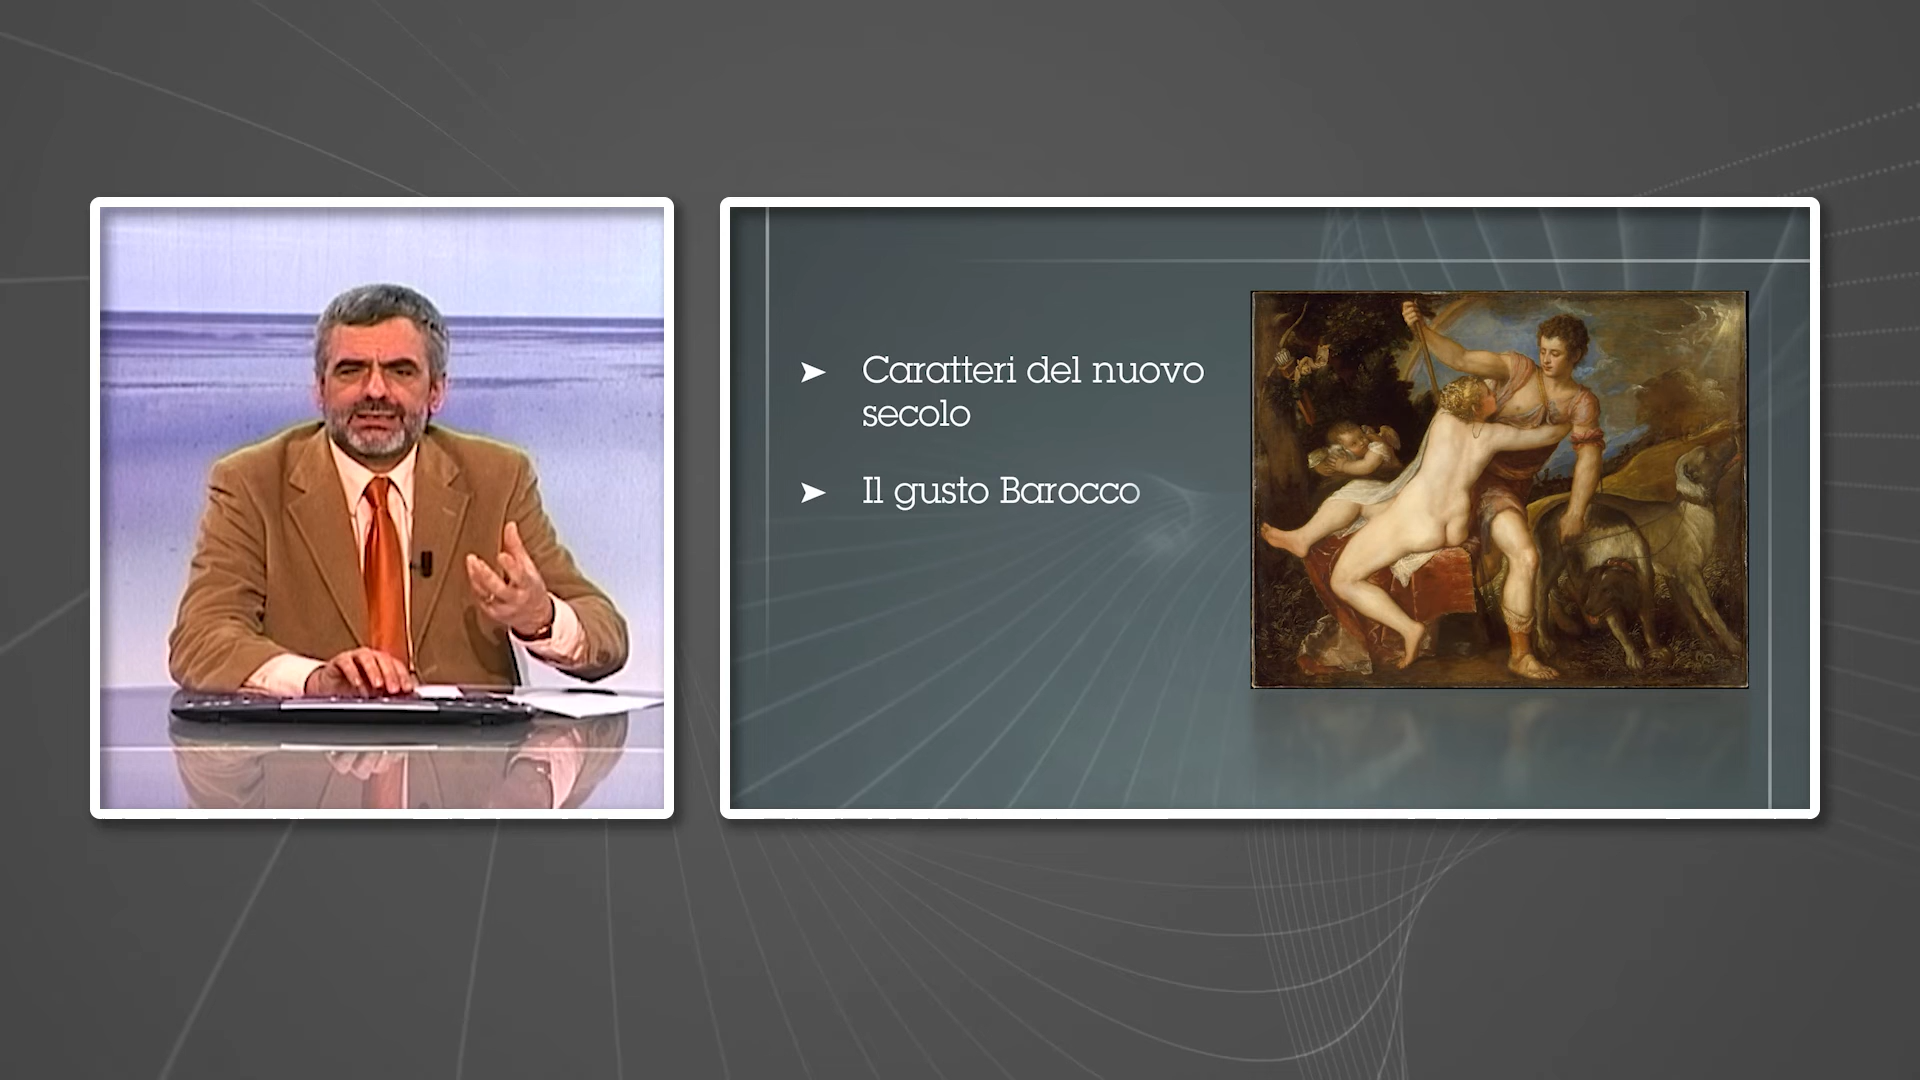 ➤ Caratteri del nuovo
secolo
➤ Il gusto Barocco